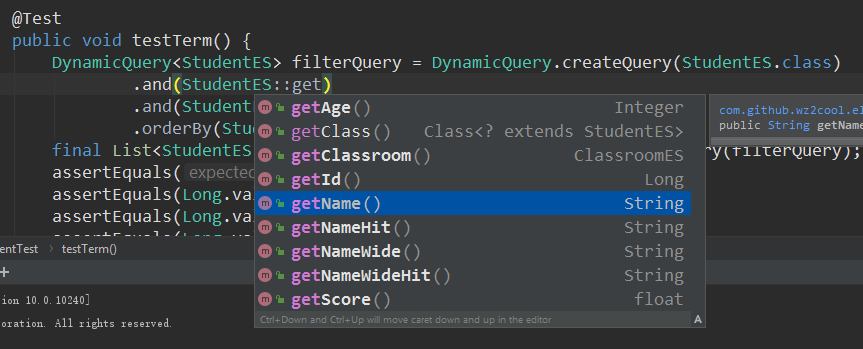 @Test
public void testTerm() {
DynamicQuery<StudentES> filterQuery = DynamicQuery.createQuery(StudentES.class)
.and(StudentES::get)
.and(Student
.orderBy(Stu
final List<StudentES
ry(filterQuery);
assertEquals( expected
assertEquals(Long.va
assertEquals(Long.va
getAge() Integer
getClass() Class<? extends StudentES>
getClassroom() ClassroomES
getId() Long
getName() String
getNameHit() String
getNameWide() String
getNameWideHit() String
getScore() float
Ctrl+Down and Ctrl+Up will move caret down and up in the editor
com.github.wz2cool.el
public String getName
entTest > testTerm()
ion 10.0.10240]
oration. All rights reserved.